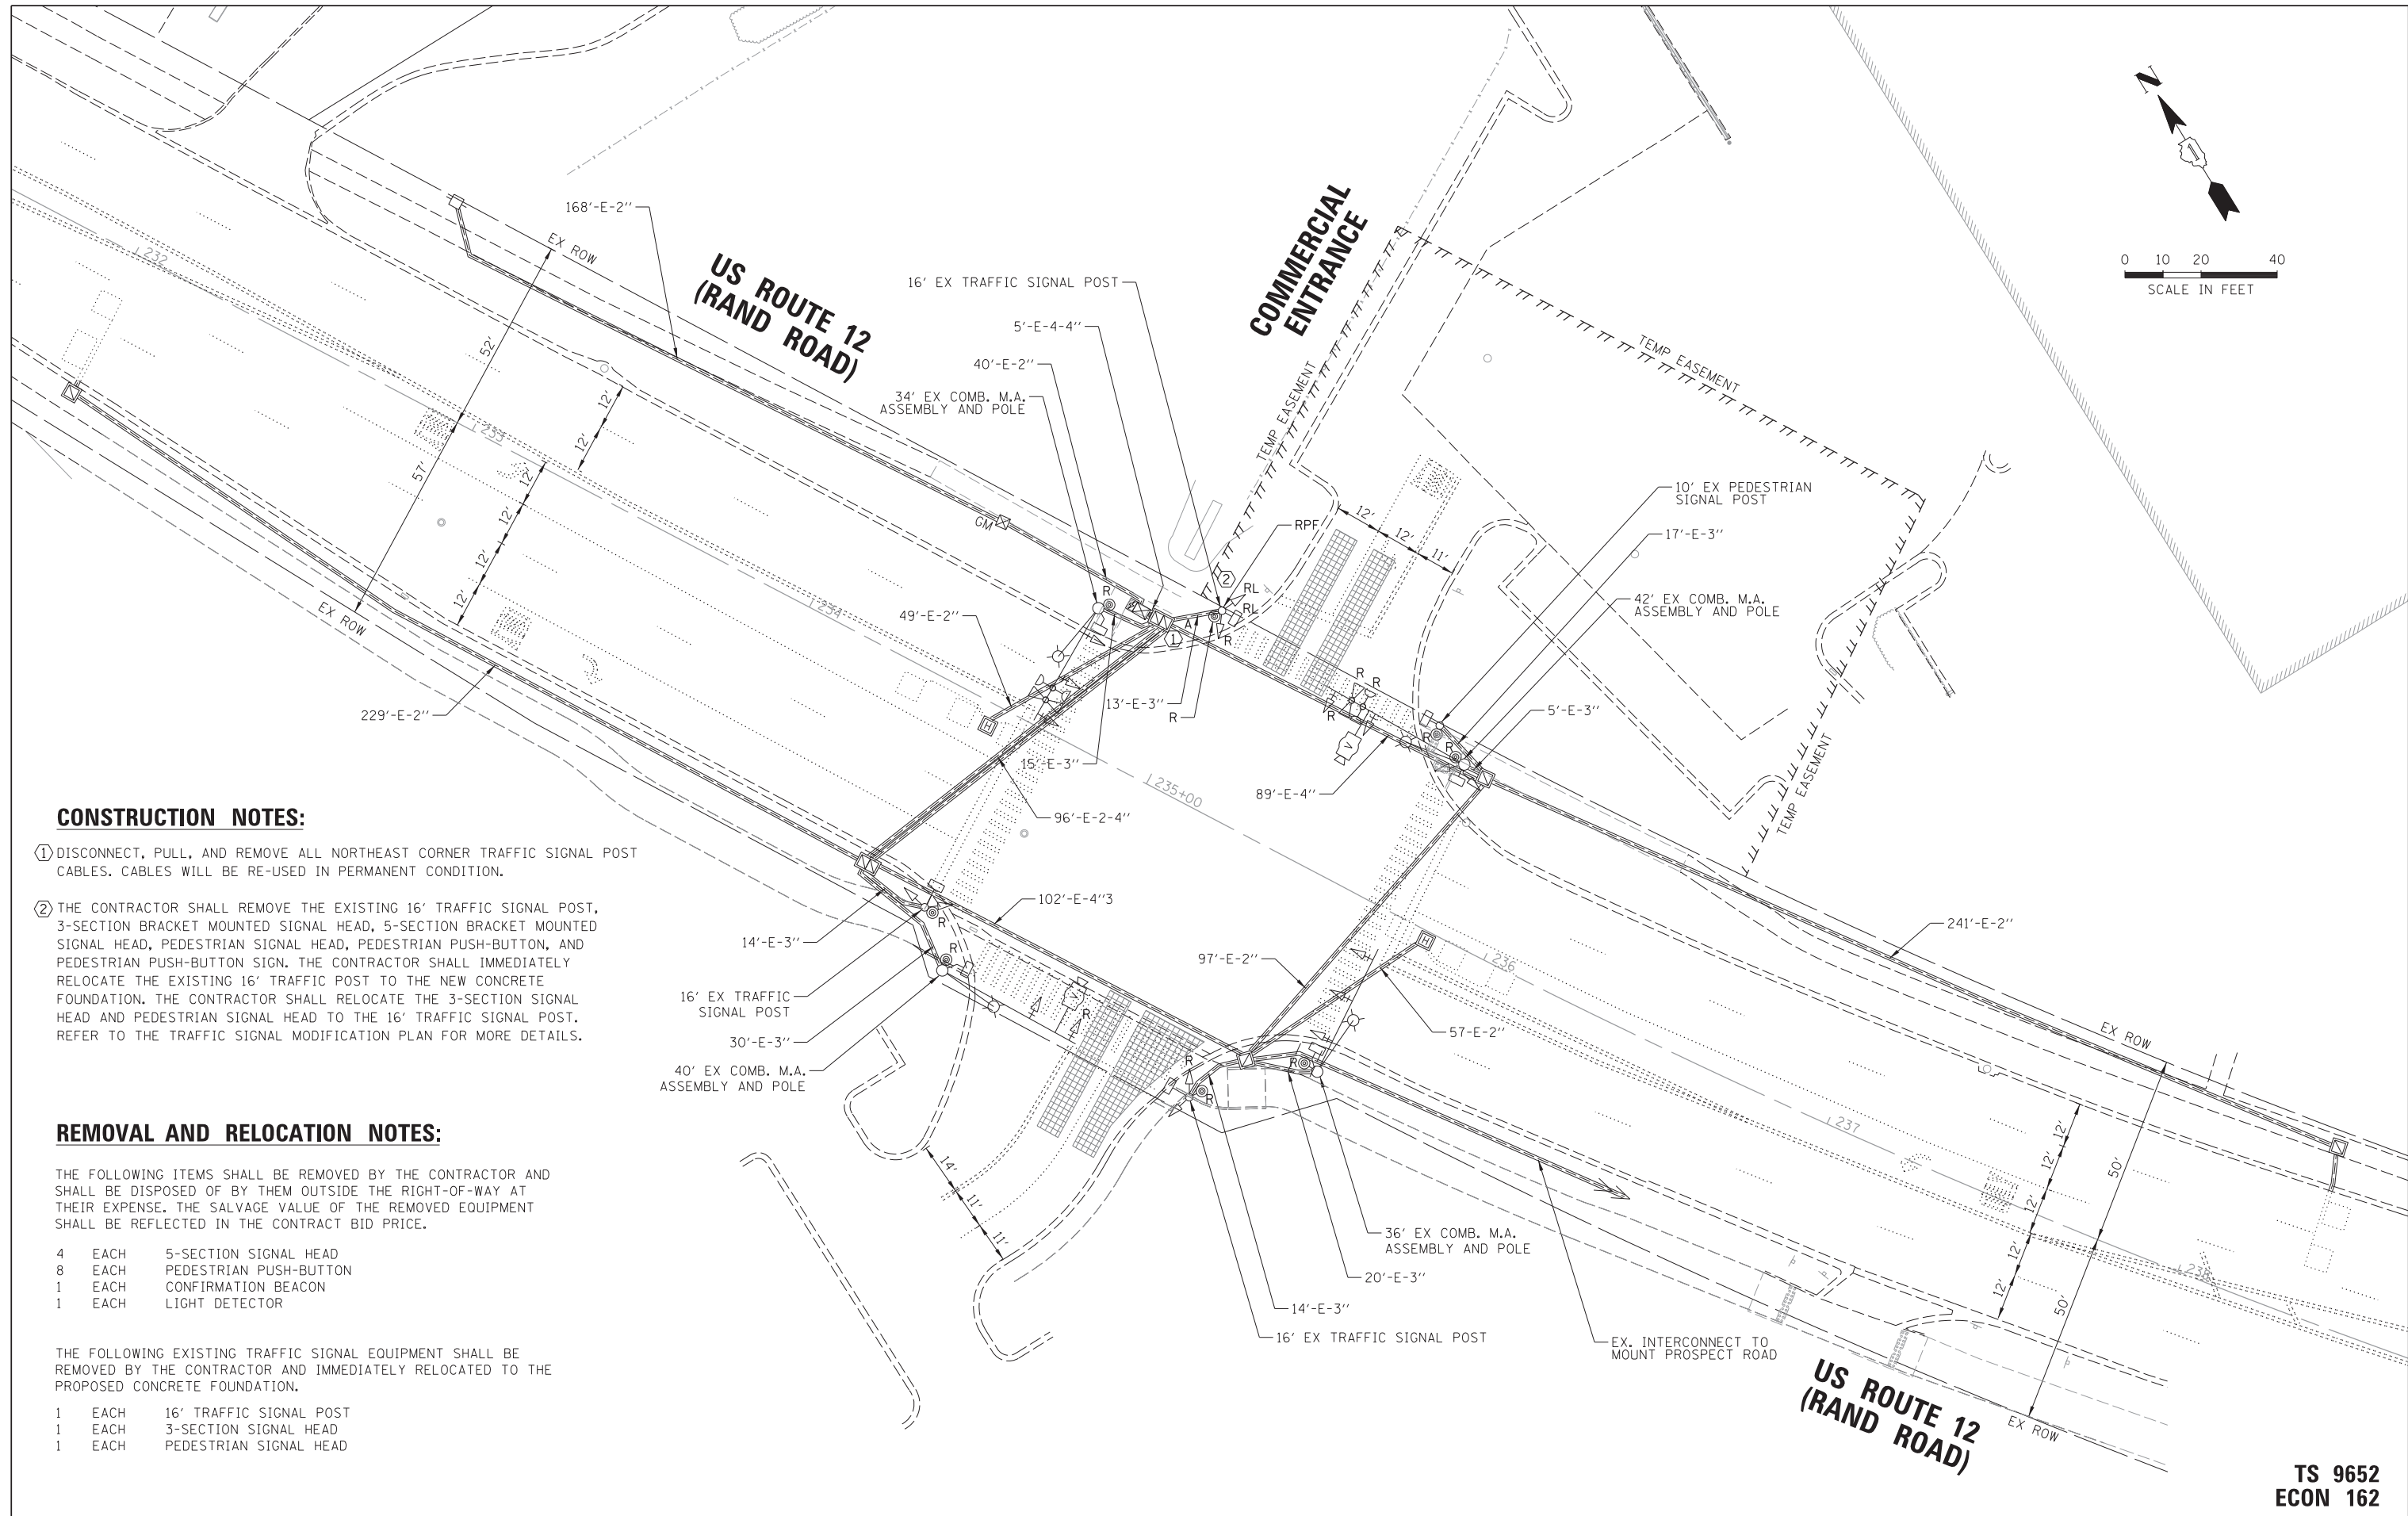 N
0 10 20 40
SCALE IN FEET
168'-E-2''
EX ROW
US ROUTE 12
(RAND ROAD)
COMMERCIAL
ENTRANCE
16' EX TRAFFIC SIGNAL POST
5'-E-4-4''
40'-E-2''
34' EX COMB. M.A.
ASSEMBLY AND POLE
TEMP EASEMENT
TEMP EASEMENT
TEMP EASEMENT
232
233
234
235+00
236
237
238
52'
57'
12'
12'
12'
12'
12'
12'
EX ROW
GM
RPF
2
RL
RL
R
A
R
1
12'
12'
11'
10' EX PEDESTRIAN
SIGNAL POST
17'-E-3''
42' EX COMB. M.A.
ASSEMBLY AND POLE
5'-E-3''
49'-E-2''
H
13'-E-3''
R
15'-E-3''
R
R
R
V
R
R
89'-E-4''
229'-E-2''
96'-E-2-4''
102'-E-4''3
14'-E-3''
R
R
16' EX TRAFFIC
SIGNAL POST
30'-E-3''
40' EX COMB. M.A.
ASSEMBLY AND POLE
V
R
97'-E-2''
H
57-E-2''
241'-E-2''
EX ROW
R
R
R
14'
11'
11'
36' EX COMB. M.A.
ASSEMBLY AND POLE
20'-E-3''
14'-E-3''
16' EX TRAFFIC SIGNAL POST
EX. INTERCONNECT TO
MOUNT PROSPECT ROAD
12'
12'
12'
12'
12'
50'
50'
US ROUTE 12
(RAND ROAD)
EX ROW
CONSTRUCTION NOTES:
1 DISCONNECT, PULL, AND REMOVE ALL NORTHEAST CORNER TRAFFIC SIGNAL POST
CABLES. CABLES WILL BE RE-USED IN PERMANENT CONDITION.
2 THE CONTRACTOR SHALL REMOVE THE EXISTING 16' TRAFFIC SIGNAL POST,
3-SECTION BRACKET MOUNTED SIGNAL HEAD, 5-SECTION BRACKET MOUNTED
SIGNAL HEAD, PEDESTRIAN SIGNAL HEAD, PEDESTRIAN PUSH-BUTTON, AND
PEDESTRIAN PUSH-BUTTON SIGN. THE CONTRACTOR SHALL IMMEDIATELY
RELOCATE THE EXISTING 16' TRAFFIC POST TO THE NEW CONCRETE
FOUNDATION. THE CONTRACTOR SHALL RELOCATE THE 3-SECTION SIGNAL
HEAD AND PEDESTRIAN SIGNAL HEAD TO THE 16' TRAFFIC SIGNAL POST.
REFER TO THE TRAFFIC SIGNAL MODIFICATION PLAN FOR MORE DETAILS.
REMOVAL AND RELOCATION NOTES:
THE FOLLOWING ITEMS SHALL BE REMOVED BY THE CONTRACTOR AND
SHALL BE DISPOSED OF BY THEM OUTSIDE THE RIGHT-OF-WAY AT
THEIR EXPENSE. THE SALVAGE VALUE OF THE REMOVED EQUIPMENT
SHALL BE REFLECTED IN THE CONTRACT BID PRICE.
4 EACH 5-SECTION SIGNAL HEAD
8 EACH PEDESTRIAN PUSH-BUTTON
1 EACH CONFIRMATION BEACON
1 EACH LIGHT DETECTOR
THE FOLLOWING EXISTING TRAFFIC SIGNAL EQUIPMENT SHALL BE
REMOVED BY THE CONTRACTOR AND IMMEDIATELY RELOCATED TO THE
PROPOSED CONCRETE FOUNDATION.
1 EACH 16' TRAFFIC SIGNAL POST
1 EACH 3-SECTION SIGNAL HEAD
1 EACH PEDESTRIAN SIGNAL HEAD
TS 9652
ECON 162